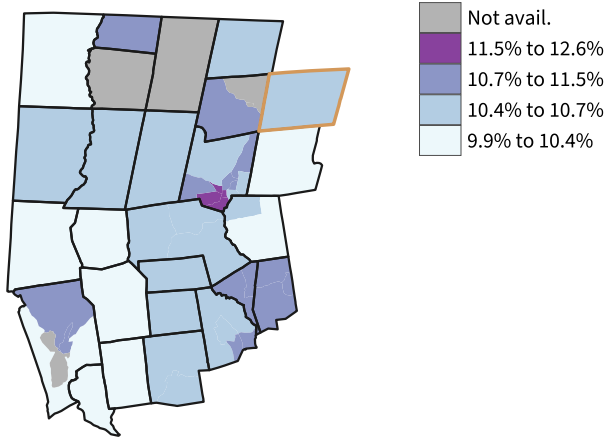 Not avail.
11.5% to 12.6%
10.7% to 11.5%
10.4% to 10.7%
9.9% to 10.4%